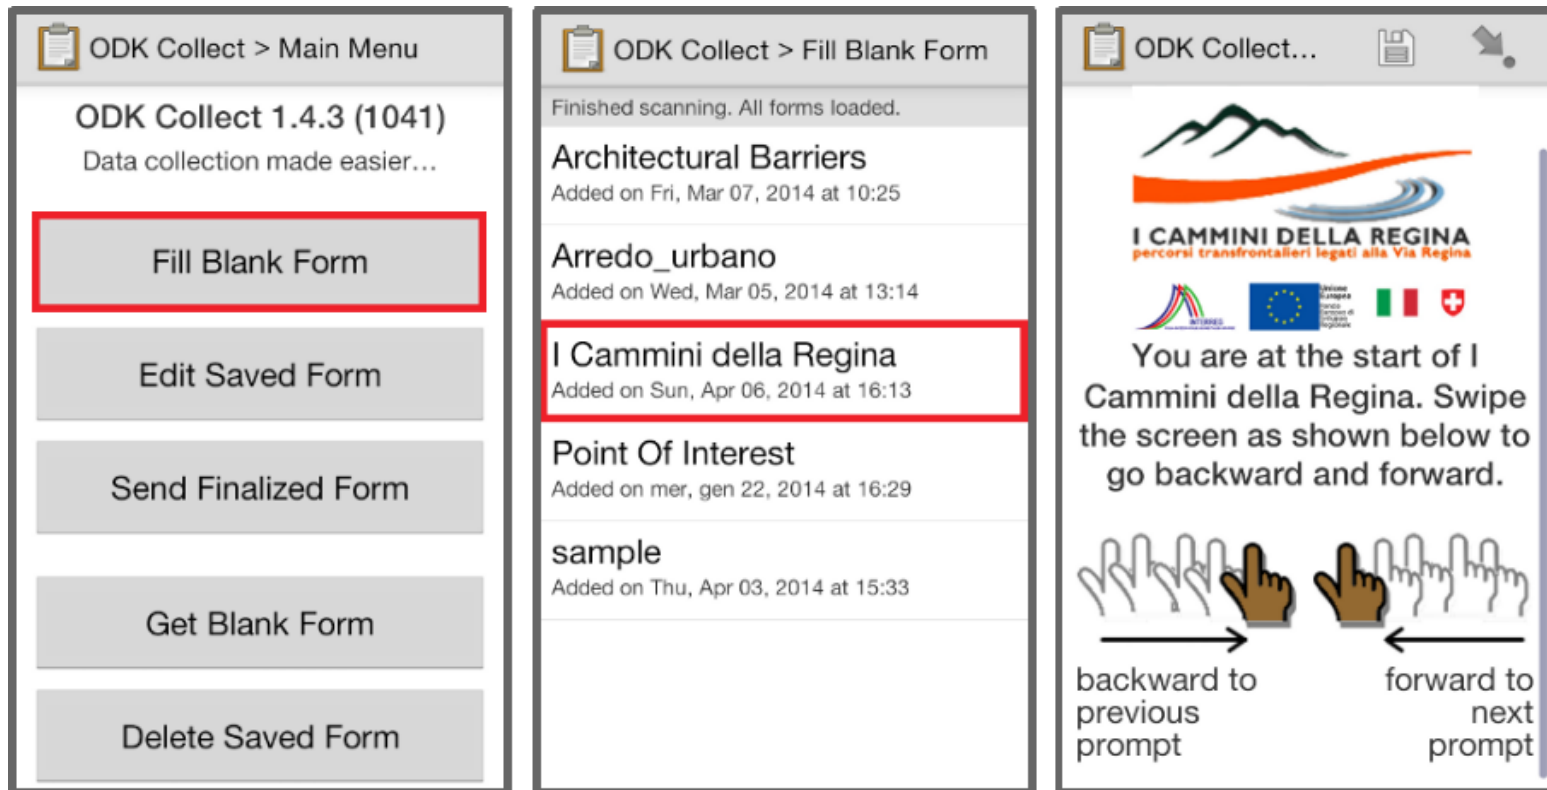 ODK Collect > Main Menu
ODK Collect 1.4.3 (1041)
Data collection made easier...
Fill Blank Form
Edit Saved Form
Send Finalized Form
Get Blank Form
Delete Saved Form
ODK Collect > Fill Blank Form
Finished scanning. All forms loaded.
Architectural Barriers
Added on Fri, Mar 07, 2014 at 10:25
Arredo_urbano
Added on Wed, Mar 05, 2014 at 13:14
I Cammini della Regina
Added on Sun, Apr 06, 2014 at 16:13
Point Of Interest
Added on mer, gen 22, 2014 at 16:29
sample
Added on Thu, Apr 03, 2014 at 15:33
ODK Collect...
I CAMMINI DELLA REGINA
percorsi transfrontalieri legati alla Via Regina
INTERREG
Unione
Europea
You are at the start of I
Cammini della Regina. Swipe
the screen as shown below to
go backward and forward.
backward to
previous
prompt
forward to
next
prompt